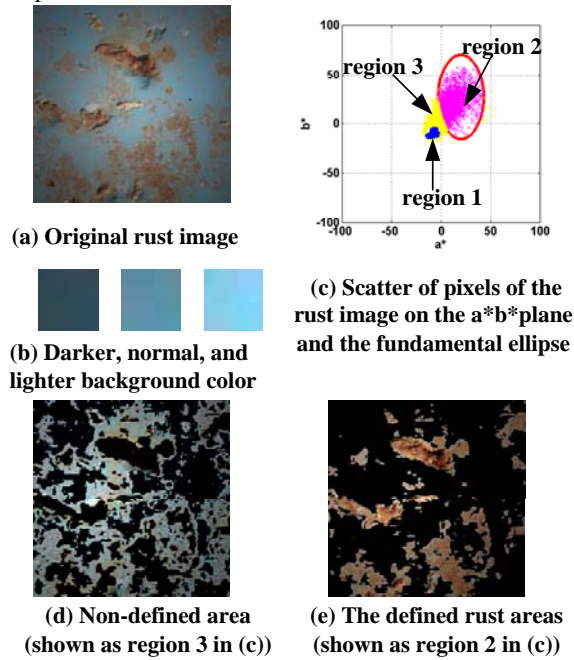 region 2
region 3
region 1
100
50
0
-50
-100
b*
-100
-50
0
50
100
a*
(a) Original rust image
(c) Scatter of pixels of the
rust image on the a*b*plane
and the fundamental ellipse
(b) Darker, normal, and
lighter background color
(d) Non-defined area
(shown as region 3 in (c))
(e) The defined rust areas
(shown as region 2 in (c))